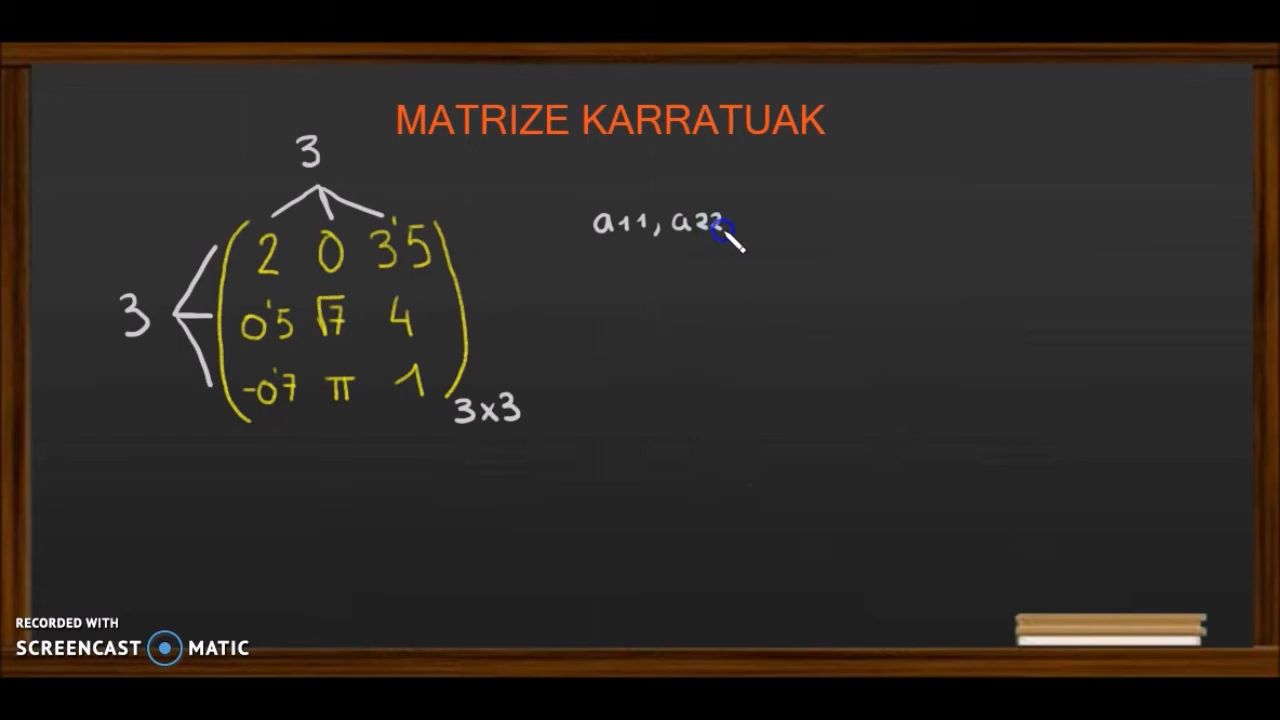 MATRIZE KARRATUAK
3
a11, a22
2 0 3'5
3
0'5 √7 4
-0'7 π 1
3x3
RECORDED WITH
SCREENCAST MATIC